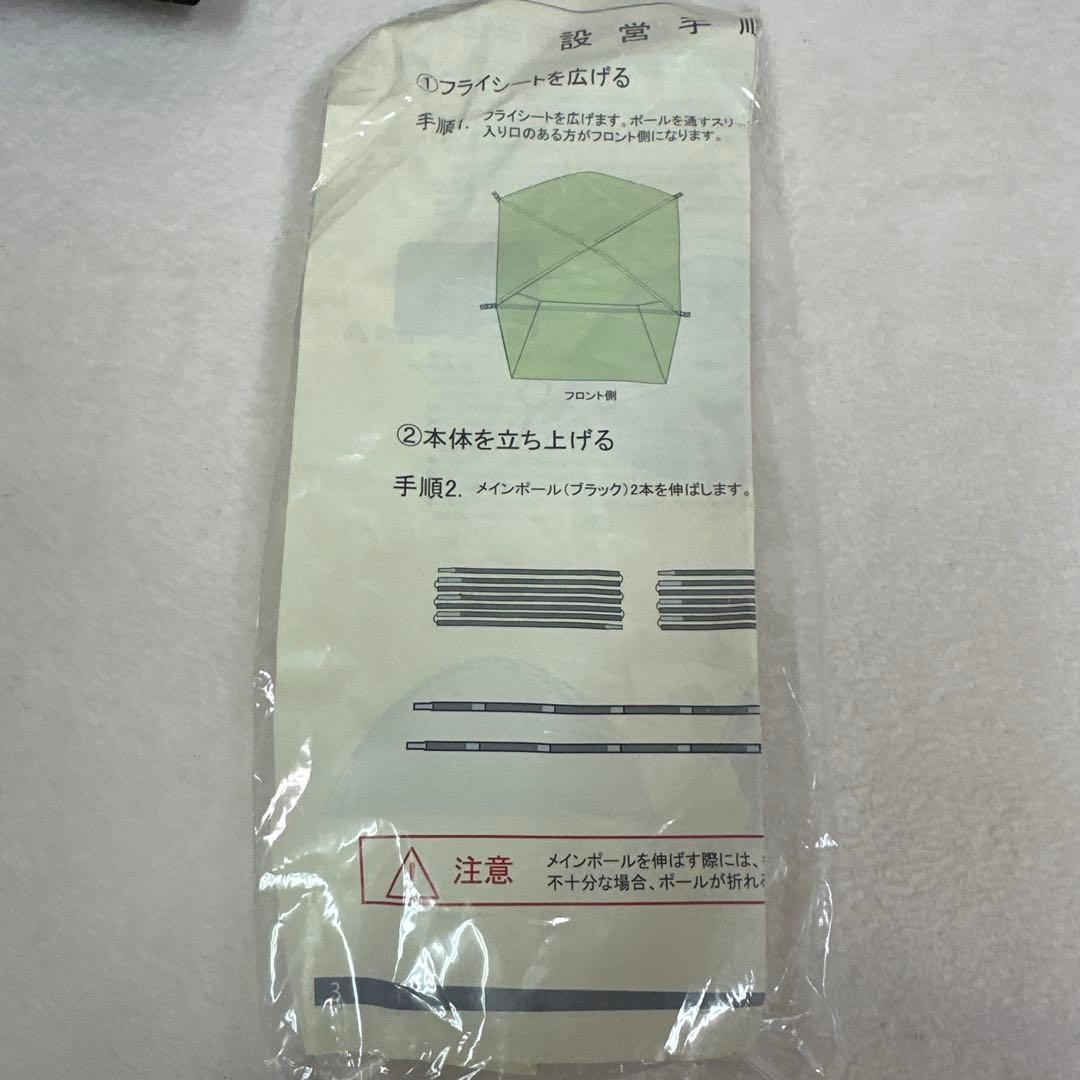 設営手順
①フライシートを広げる
手順1. フライシートを広げます。ポールを通すスリ
入り口のある方がフロント側になります。
フロント側
②本体を立ち上げる
手順2. メインポール(ブラック)2本を伸ばします。
注意
メインポールを伸ばす際には、
不十分な場合、ポールが折れる
3